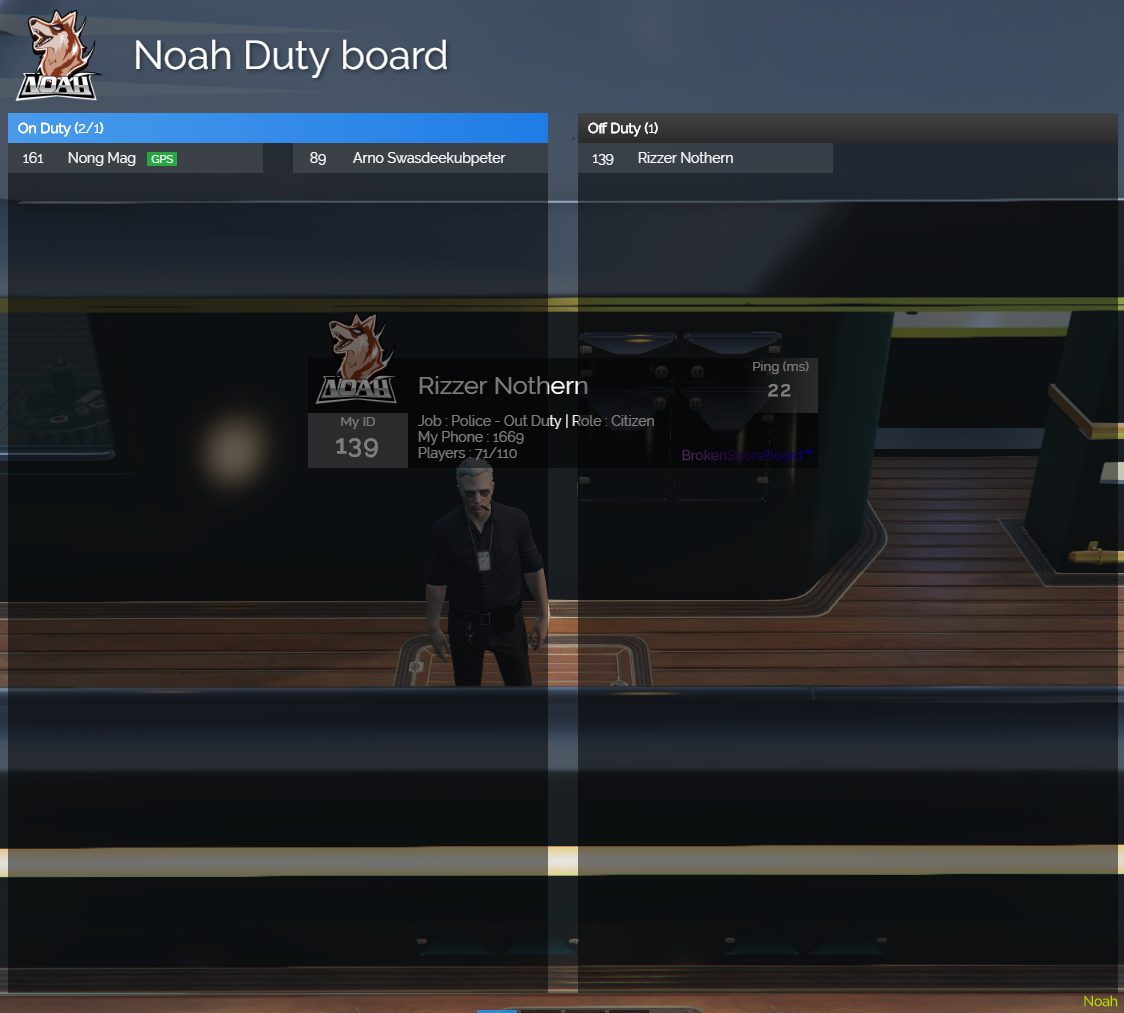 NOAH
Noah Duty board
On Duty (2/1)
161 Nong Mag GPS
89 Arno Swasdeekubpeter
Off Duty (1)
139 Rizzer Nothern
NOAH
Rizzer Nothern
Ping (ms)
22
My ID
139
Job : Police - Out Duty | Role : Citizen
My Phone : 1669
Players : 71/110
BrokenScoreBoard™
Noah